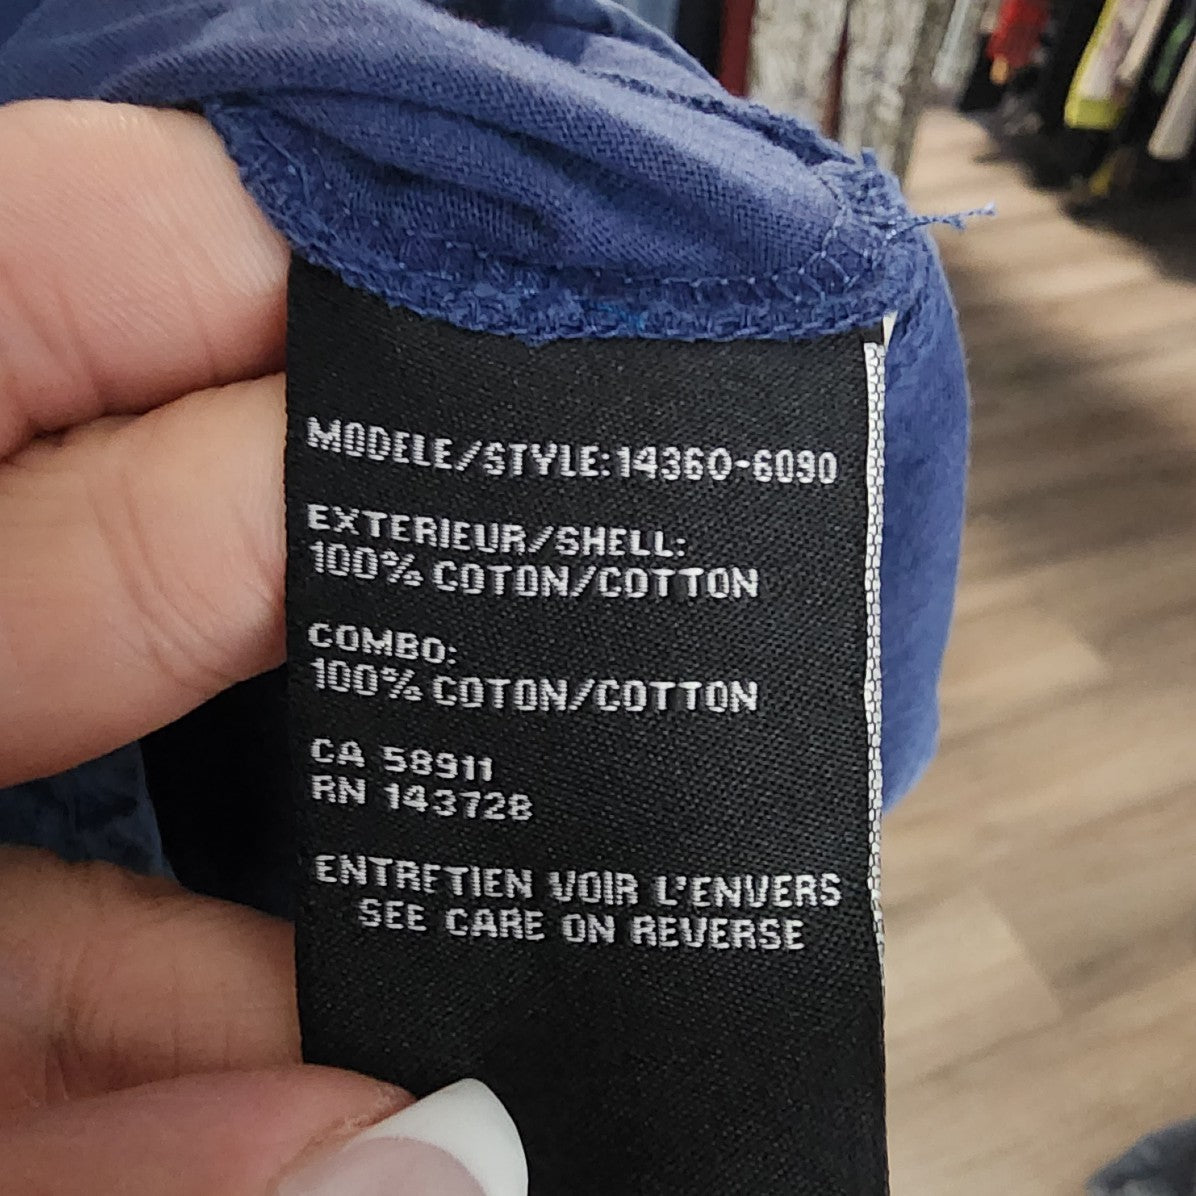 MODELE/STYLE:14360-6090
EXTERIEUR/SHELL:
100% COTON/COTTON
COMBO:
100% COTON/COTTON
CA 58911
RN 143728
ENTRETIEN VOIR L'ENVERS
SEE CARE ON REVERSE